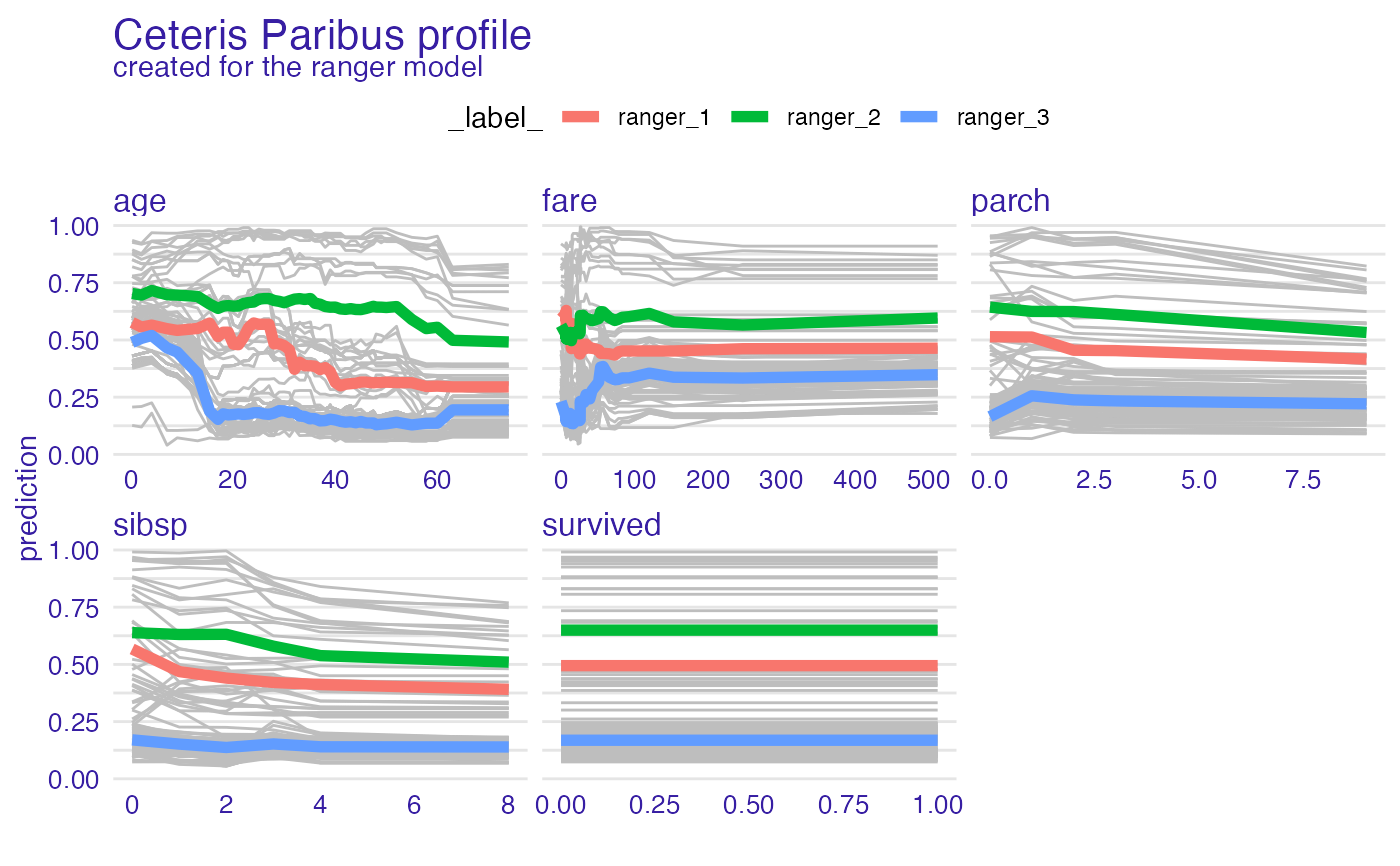 Ceteris Paribus profile
created for the ranger model
_label_ ranger_1 ranger_2 ranger_3
age fare parch
1.00
0.75
0.50
0.25
0.00
0 20 40 60 0 100 200 300 400 500 0.0 2.5 5.0 7.5
prediction
sibsp survived
1.00
0.75
0.50
0.25
0.00
0 2 4 6 8 0.00 0.25 0.50 0.75 1.00